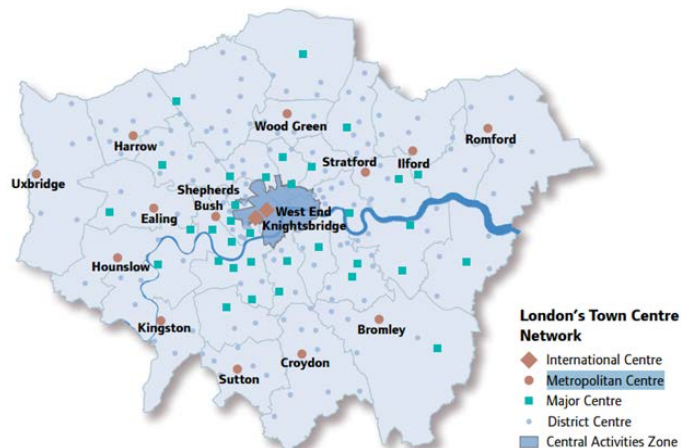 Wood Green
Romford
Harrow
Stratford
Ilford
Uxbridge
Shepherds
Bush
Ealing
West End
Knightsbridge
Hounslow
Kingston
Bromley
Croydon
Sutton
London's Town Centre
Network
International Centre
Metropolitan Centre
Major Centre
District Centre
Central Activities Zone